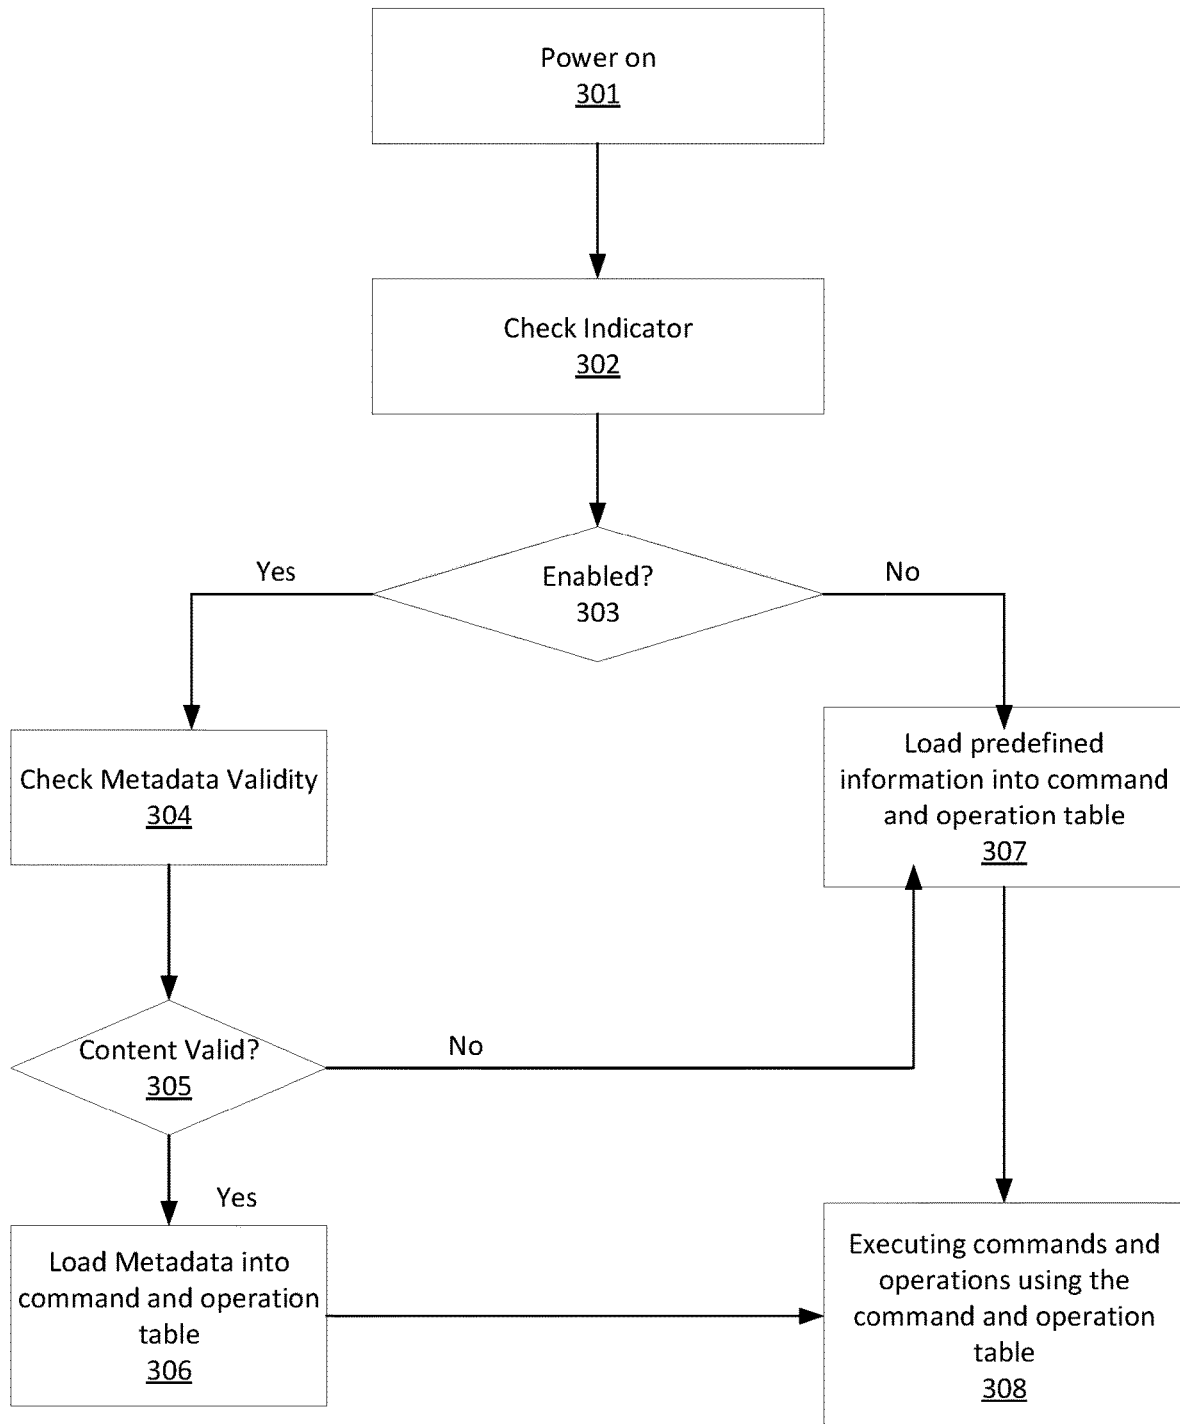 Power on
301
Check Indicator
302
Yes
Enabled?
303
No
Check Metadada Validity
304
Load predefined
information into command
and operation table
307
Content Valid?
305
No
Yes
Load Metadata into
command and operation
table
306
Executing commands and
operations using the
command and operation
table
308